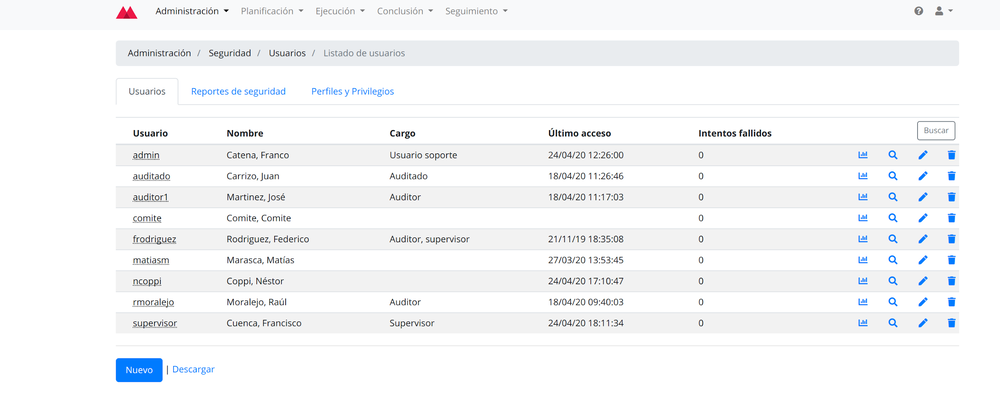 Administración Planificación Ejecución Conclusión Seguimiento
Administración / Seguridad / Usuarios / Listado de usuarios
Usuarios Reportes de seguridad Perfiles y Privilegios
Usuario Nombre Cargo Último acceso Intentos fallidos Buscar
admin Catena, Franco Usuario soporte 24/04/20 12:26:00 0
auditado Carrizo, Juan Auditado 18/04/20 11:26:46 0
auditor1 Martinez, José Auditor 18/04/20 11:17:03 0
comite Comite, Comite 0
frodriguez Rodriguez, Federico Auditor, supervisor 21/11/19 18:35:08 0
matiasm Marasca, Matías 27/03/20 13:53:45 0
ncoppi Coppi, Néstor 24/04/20 17:10:47 0
rmoralejo Moralejo, Raúl Auditor 18/04/20 09:40:03 0
supervisor Cuenca, Francisco Supervisor 24/04/20 18:11:34 0
Nuevo | Descargar